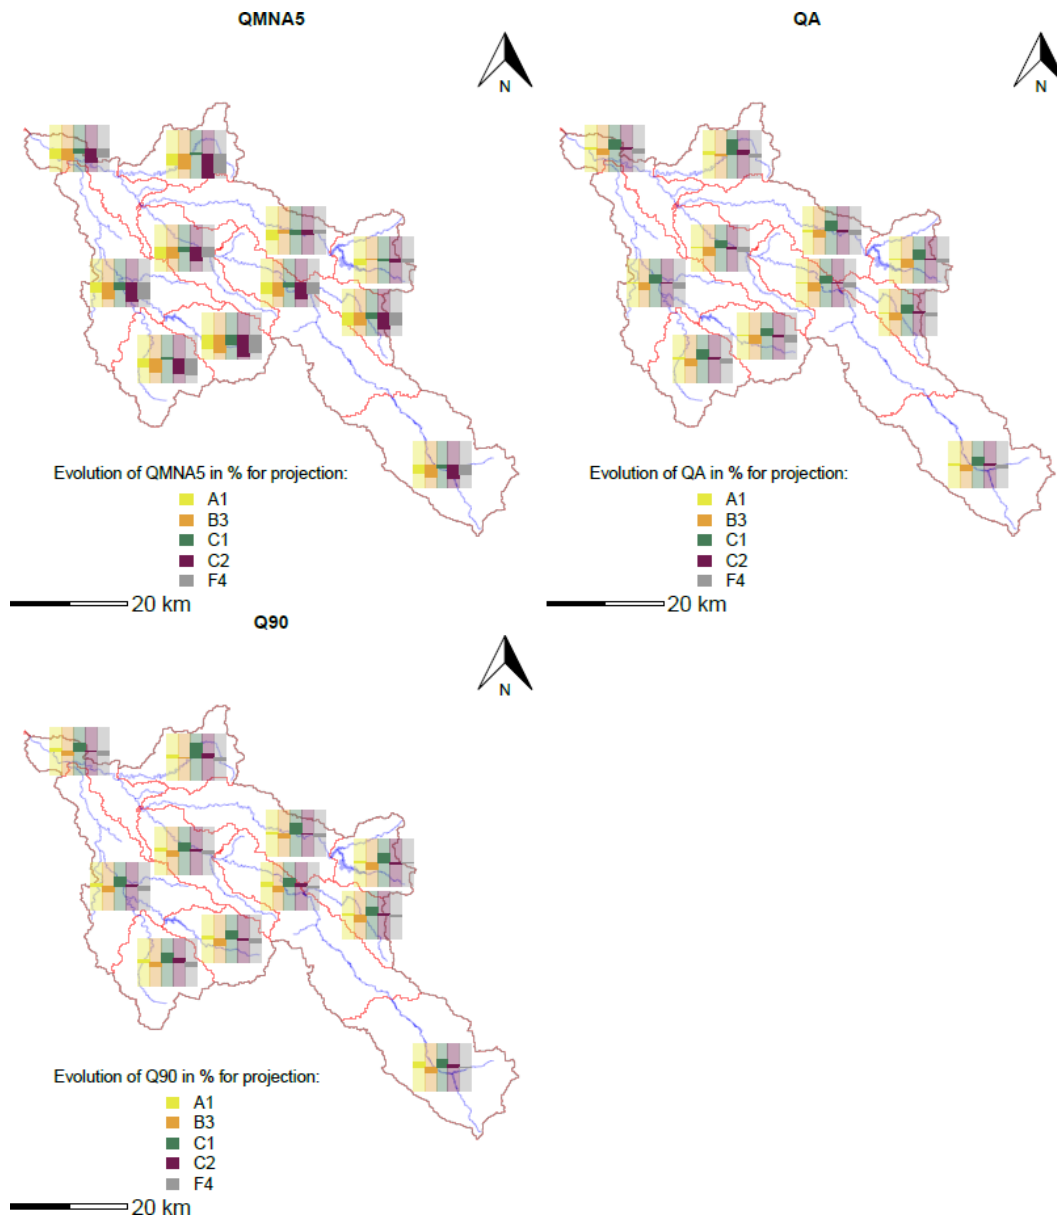 QMNA5
N
Evolution of QMNA5 in % for projection:
A1
B3
C1
C2
F4
20 km
QA
N
Evolution of QA in % for projection:
A1
B3
C1
C2
F4
20 km
Q90
N
Evolution of Q90 in % for projection:
A1
B3
C1
C2
F4
20 km